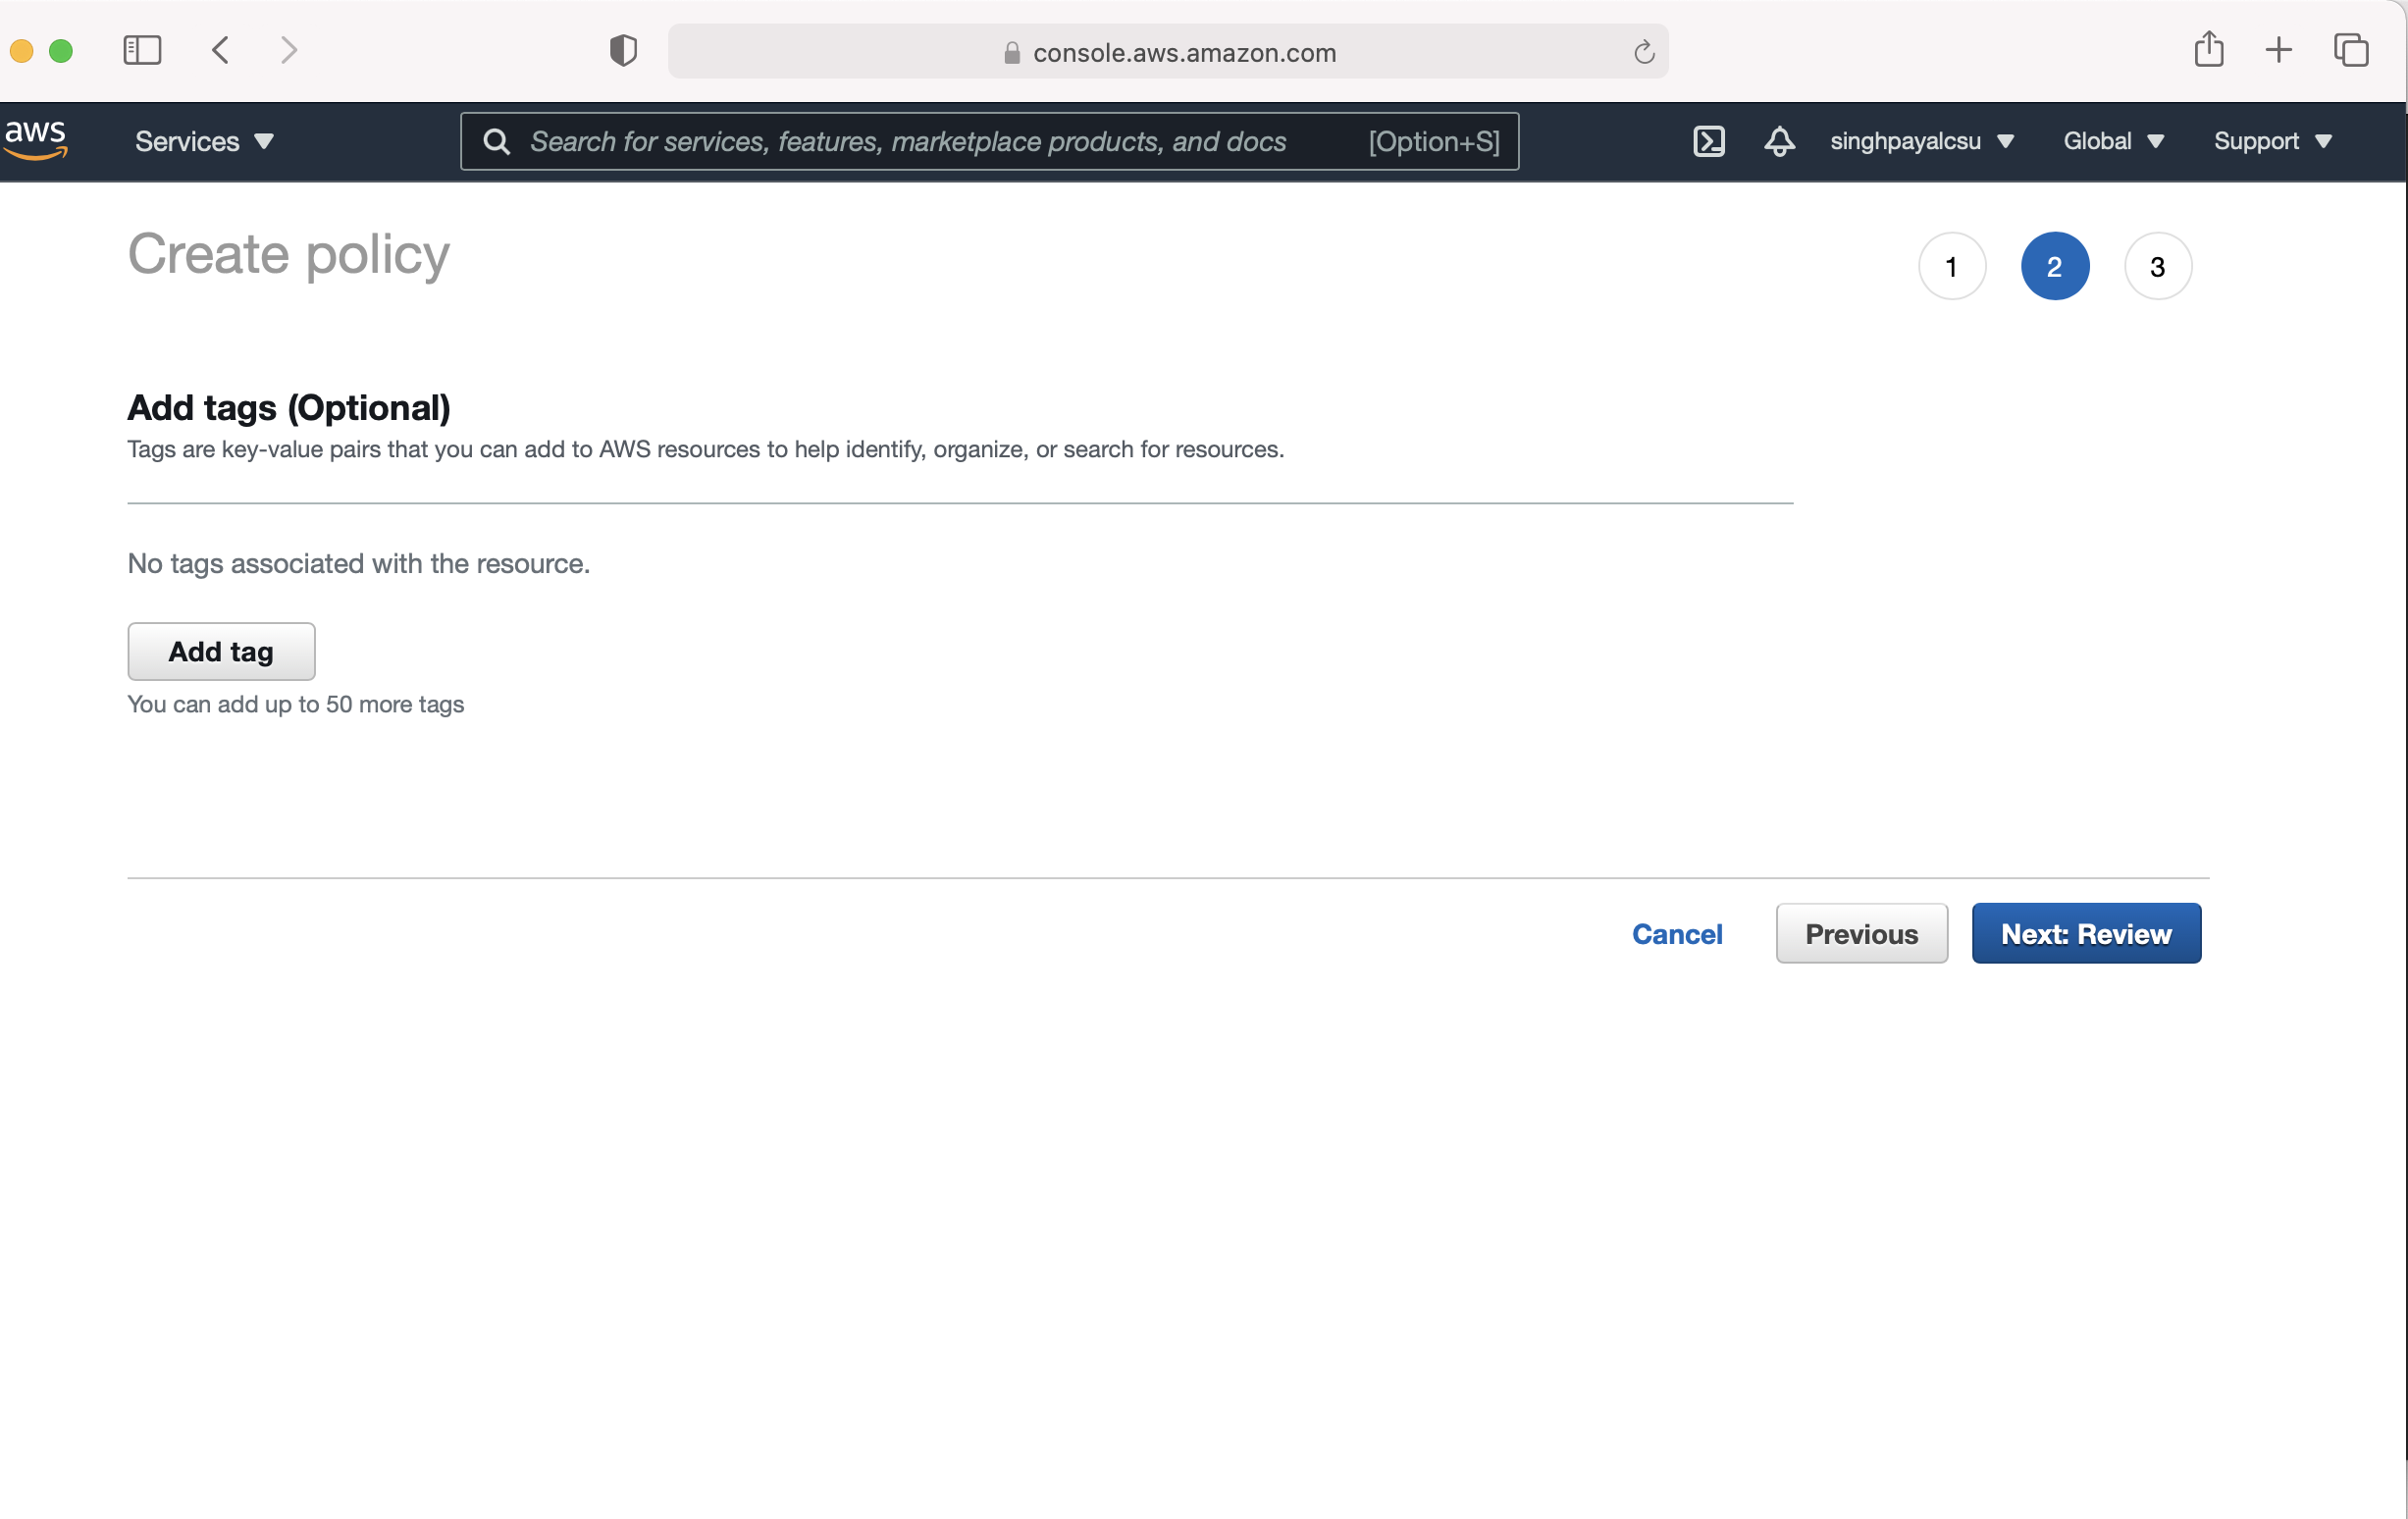 console.aws.amazon.com
aws
Services
Search for services, features, marketplace products, and docs
[Option+S]
singhpayalcsu
Global
Support
Create policy
1
2
3
Add tags (Optional)
Tags are key-value pairs that you can add to AWS resources to help identify, organize, or search for resources.
No tags associated with the resource.
Add tag
You can add up to 50 more tags
Cancel
Previous
Next: Review